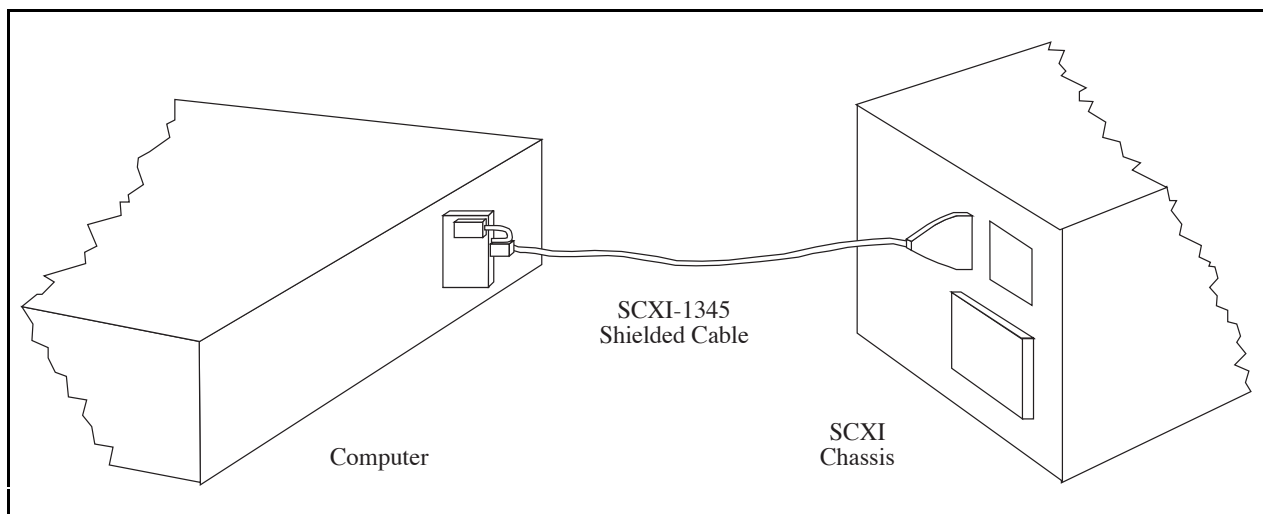 SCXI-1345
Shielded Cable
SCXI
Chassis
Computer